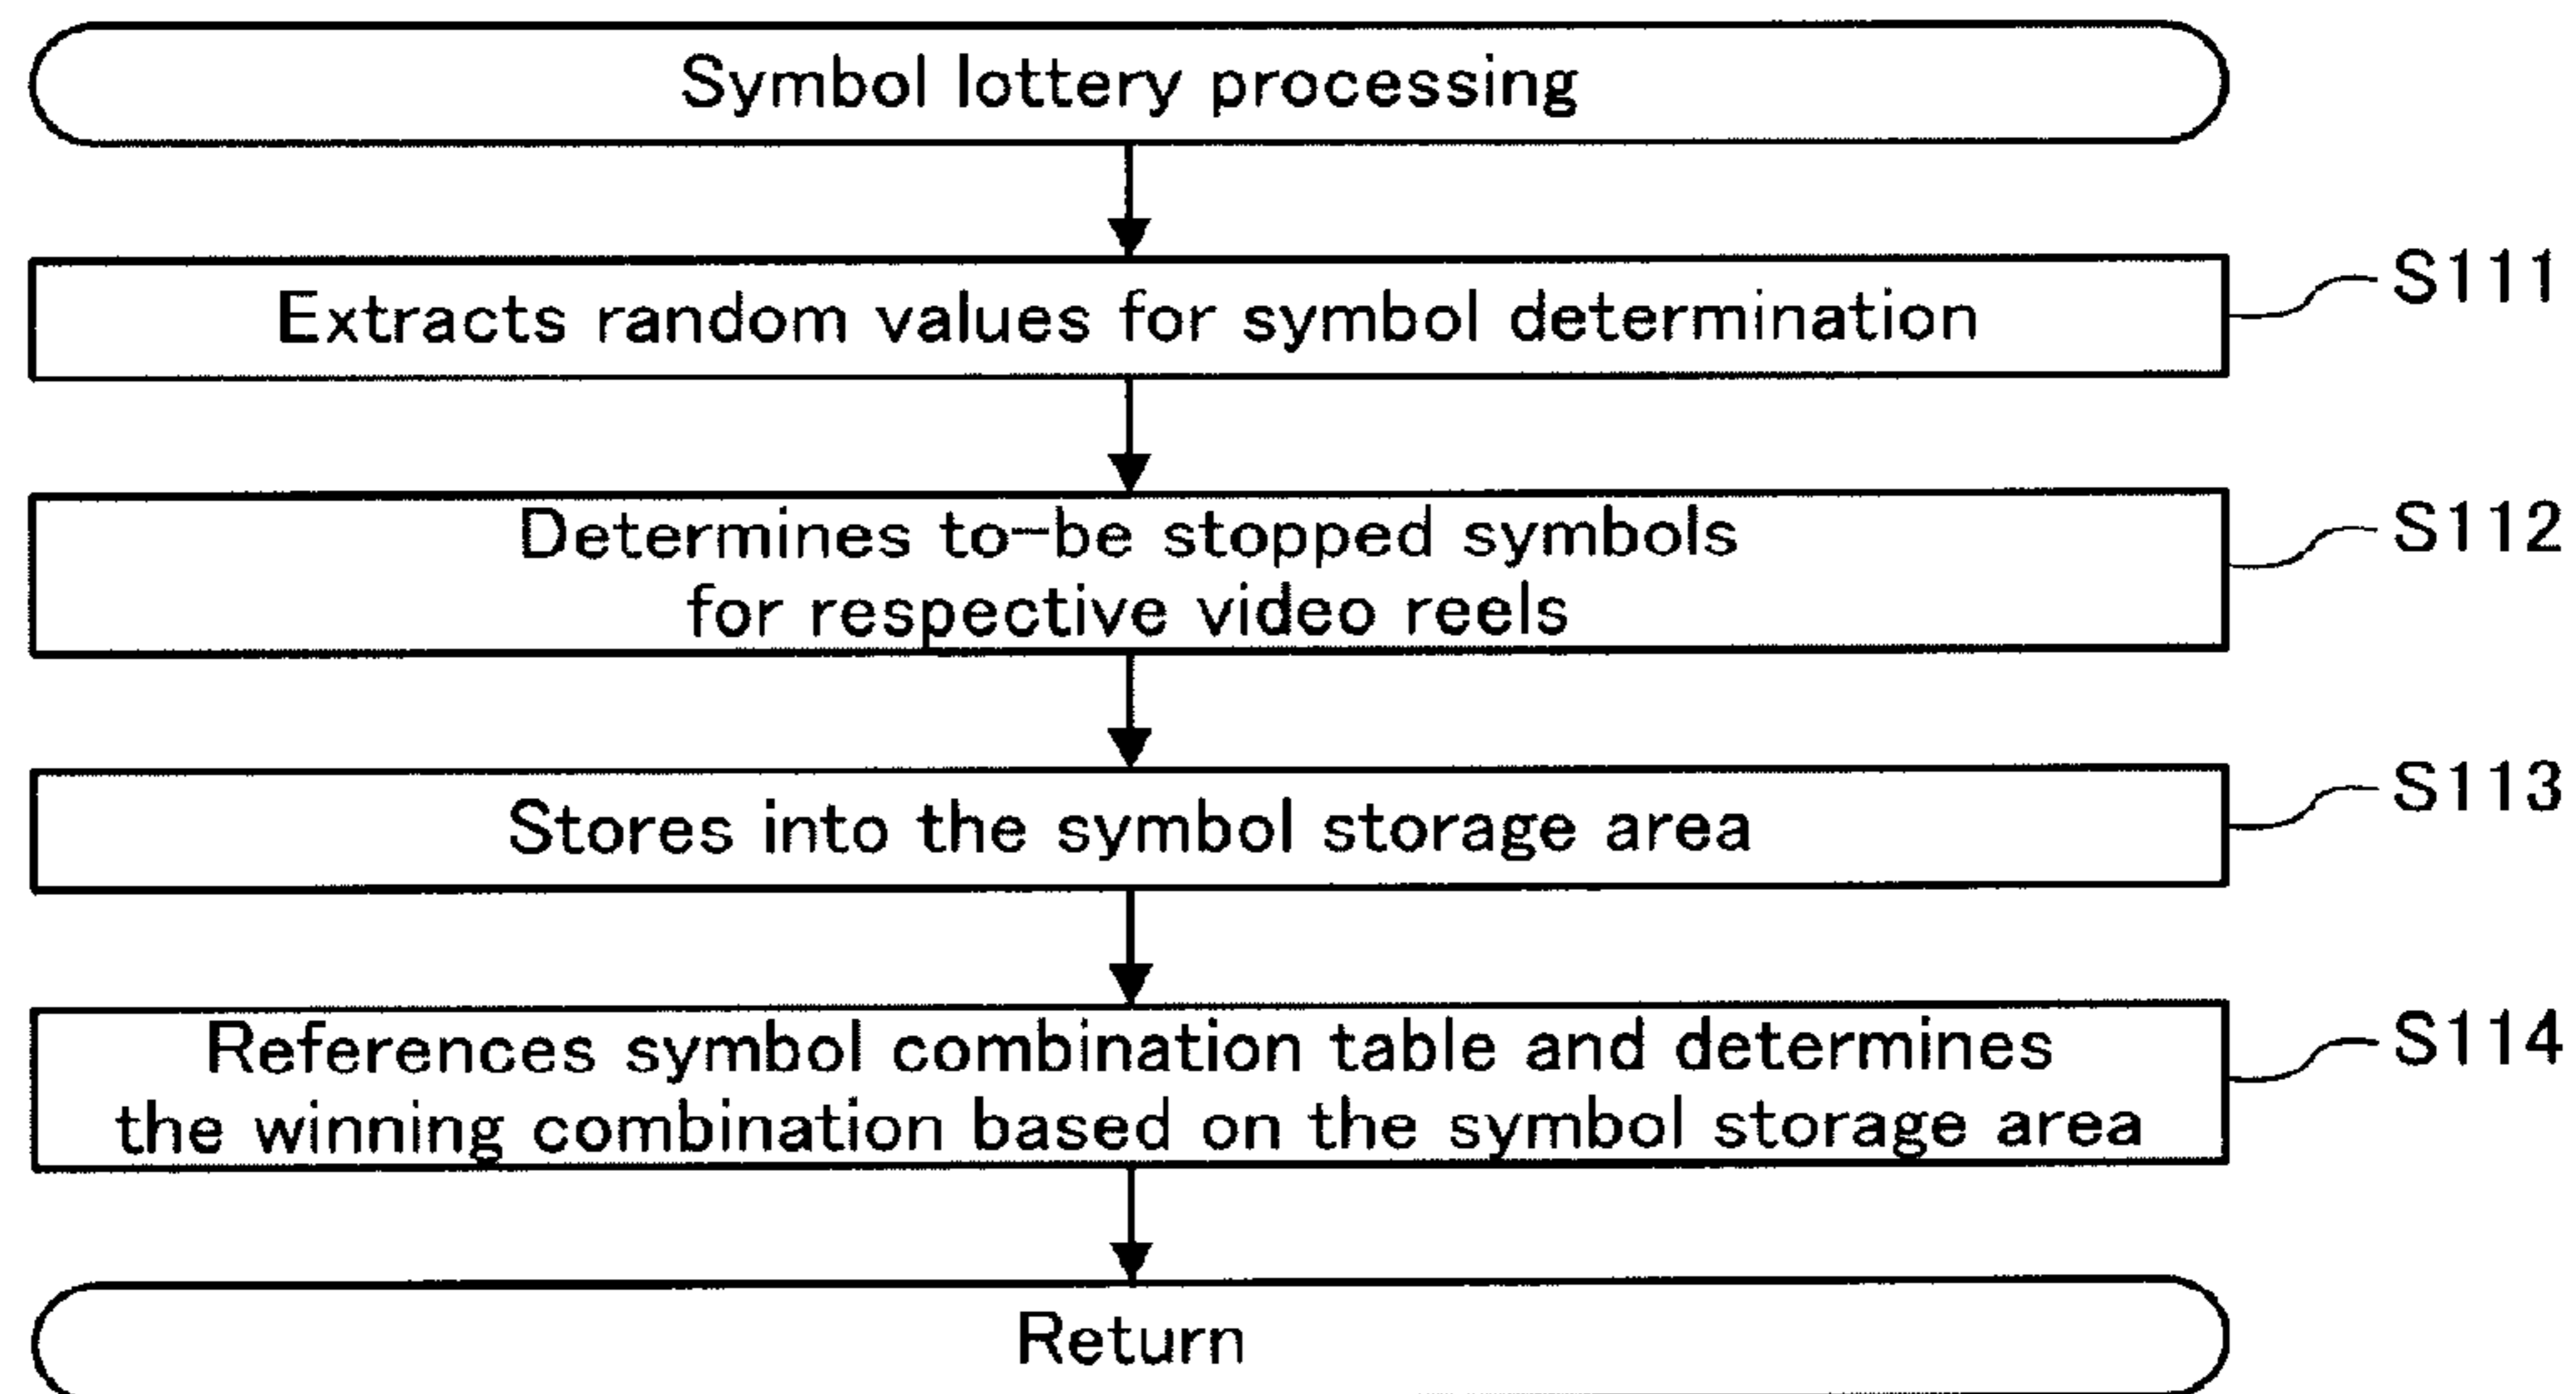 Symbol lottery processing
Extracts random values for symbol determination
S111
Determines to-be stopped symbols
for respective video reels
S112
Stores into the symbol storage area
S113
References symbol combination table and determines
the winning combination based on the symbol storage area
S114
Return